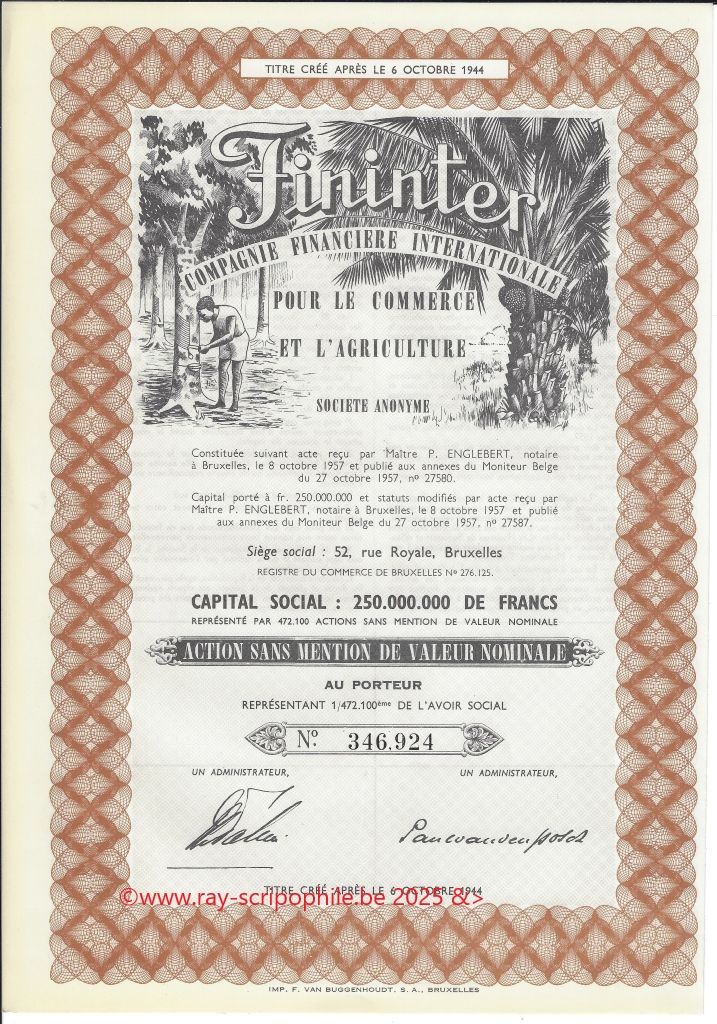 TITRE CRÉÉ APRÈS LE 6 OCTOBRE 1944
Fininter
COMPAGNIE FINANCIERE INTERNATIONALE
POUR LE COMMERCE
ET L'AGRICULTURE
SOCIETE ANONYME
Constituée suivant acte reçu par Maître P. ENGLEBERT, notaire
à Bruxelles, le 8 octobre 1957 et publié aux annexes du Moniteur Belge
du 27 octobre 1957, nº 27580.
Capital porté à fr. 250.000.000 et statuts modifiés par acte reçu par
Maître P. ENGLEBERT, notaire à Bruxelles, le 8 octobre 1957 et publié
aux annexes du Moniteur Belge du 27 octobre 1957, nº 27587.
Siège social : 52, rue Royale, Bruxelles
REGISTRE DU COMMERCE DE BRUXELLES Nº 276.125.
CAPITAL SOCIAL : 250.000.000 DE FRANCS
REPRÉSENTÉ PAR 472.100 ACTIONS SANS MENTION DE VALEUR NOMINALE
ACTION SANS MENTION DE VALEUR NOMINALE
AU PORTEUR
REPRÉSENTANT 1/472.100ème DE L'AVOIR SOCIAL
Nº 346.924
UN ADMINISTRATEUR, UN ADMINISTRATEUR,
TITRE CRÉÉ APRÈS LE 6 OCTOBRE 1944
©www.ray-scripophile.be 2025 &>
IMP. F. VAN BUGGENHOUDT, S. A., BRUXELLES